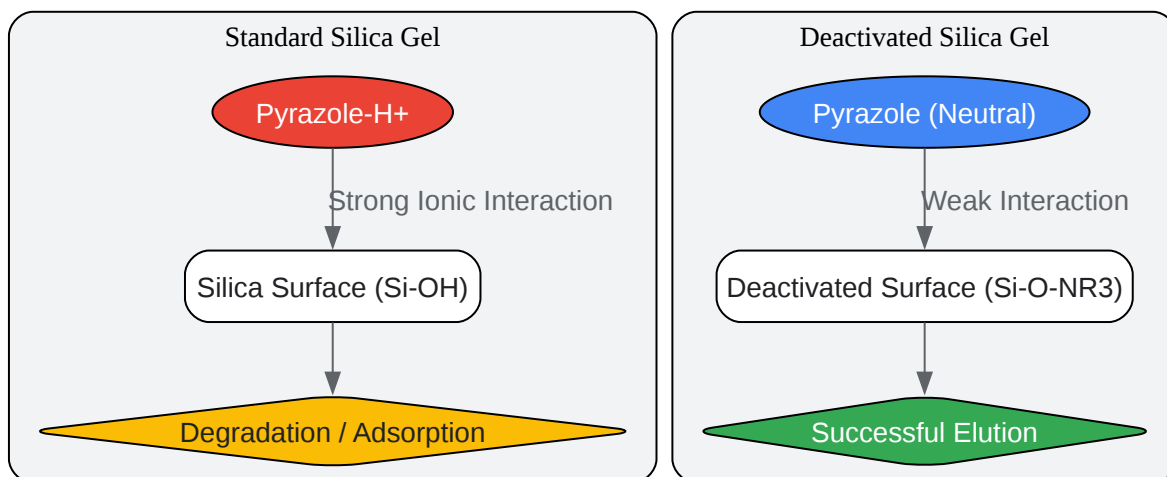 Standard Silica Gel
Pyrazole-H+
Strong Ionic Interaction
Silica Surface (Si-OH)
Degradation / Adsorption
Deactivated Silica Gel
Pyrazole (Neutral)
Weak Interaction
Deactivated Surface (Si-O-NR3)
Successful Elution